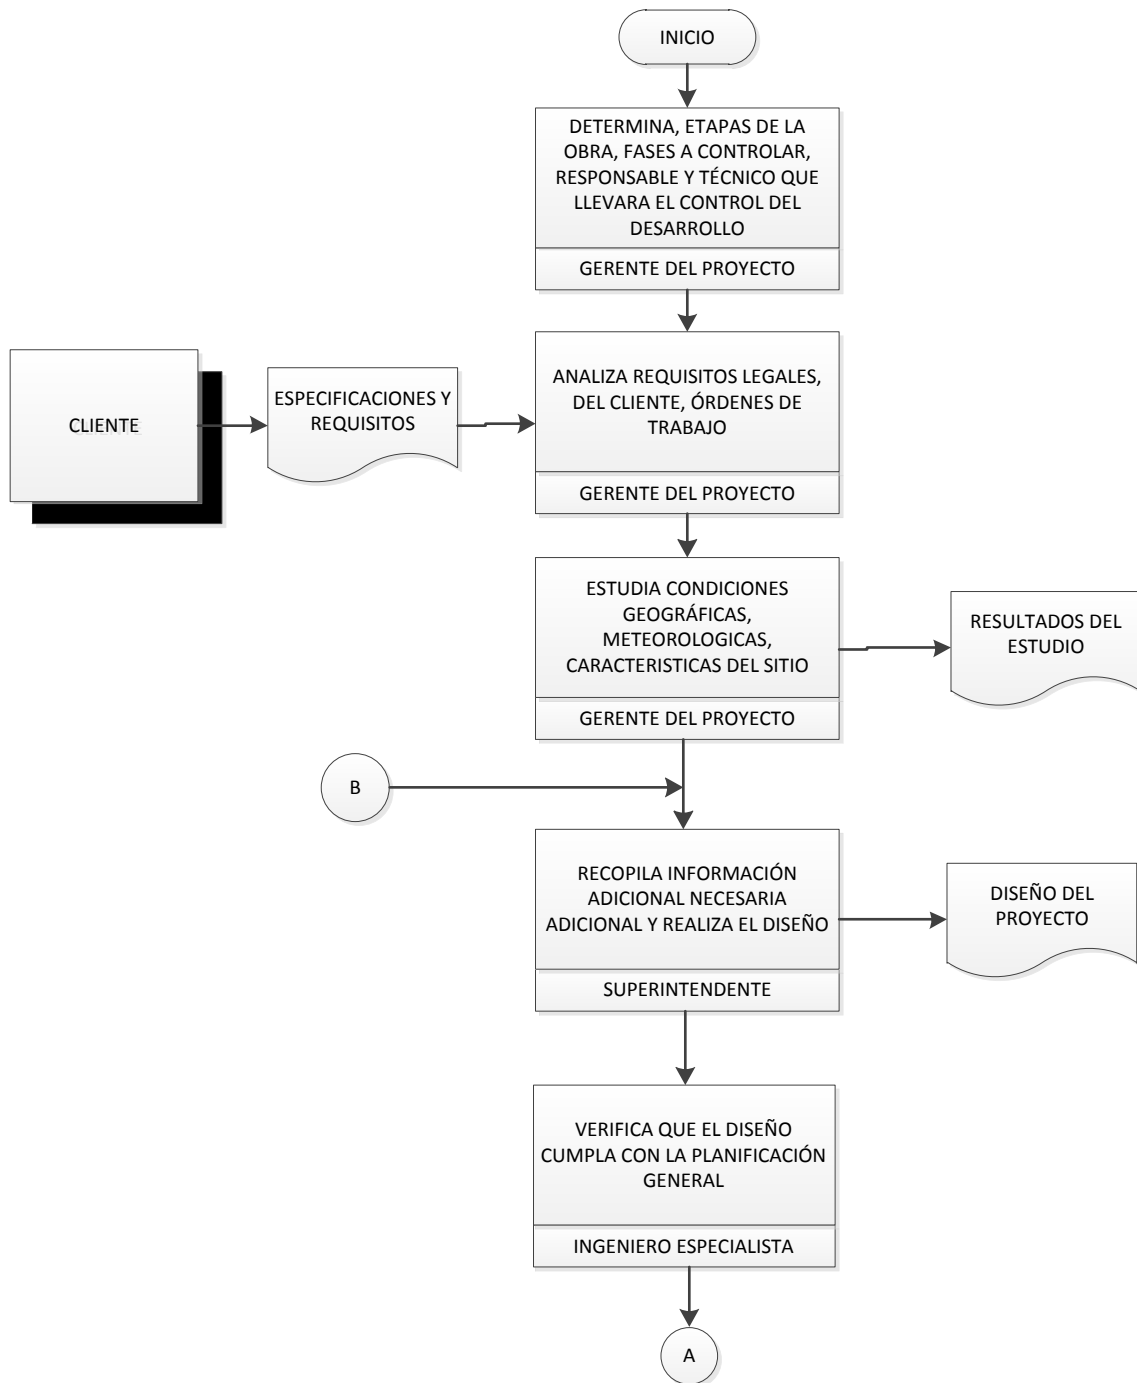 INICIO
DETERMINA, ETAPAS DE LA
OBRA, FASES A CONTROLAR,
RESPONSABLE Y TÉCNICO QUE
LLEVARA EL CONTROL DEL
DESARROLLO
GERENTE DEL PROYECTO
CLIENTE
ESPECIFICACIONES Y
REQUISITOS
ANALIZA REQUISITOS LEGALES,
DEL CLIENTE, ÓRDENES DE
TRABAJO
GERENTE DEL PROYECTO
ESTUDIA CONDICIONES
GEOGRÁFICAS,
METEOROLOGICAS,
CARACTERISTICAS DEL SITIO
GERENTE DEL PROYECTO
RESULTADOS DEL
ESTUDIO
B
RECOPILA INFORMACIÓN
ADICIONAL NECESARIA
ADICIONAL Y REALIZA EL DISEÑO
SUPERINTENDENTE
DISEÑO DEL
PROYECTO
VERIFICA QUE EL DISEÑO
CUMPLA CON LA PLANIFICACIÓN
GENERAL
INGENIERO ESPECIALISTA
A